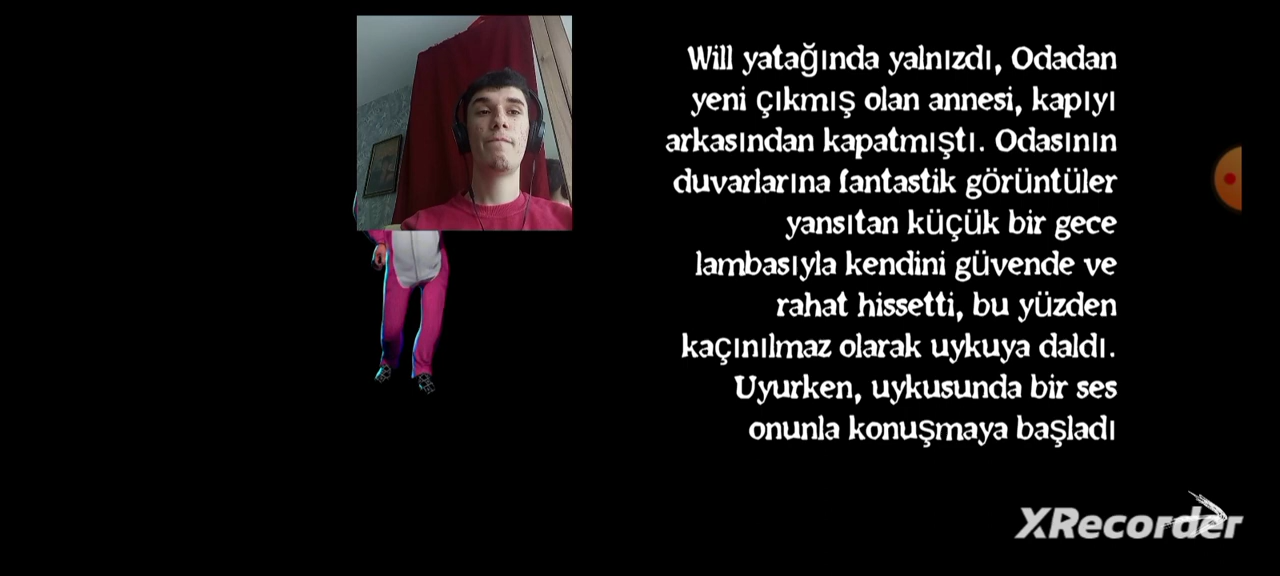 Will yatağında yalnızdı, Odadan
yeni çıkmış olan annesi, kapıyı
arkasından kapatmıştı. Odasının
duvarlarına fantastik görüntüler
yansıtan küçük bir gece
lambasıyla kendini güvende ve
rahat hissetti, bu yüzden
kaçınılmaz olarak uykuya daldı.
Uyurken, uykusunda bir ses
onunla konuşmaya başladı
XRecorder